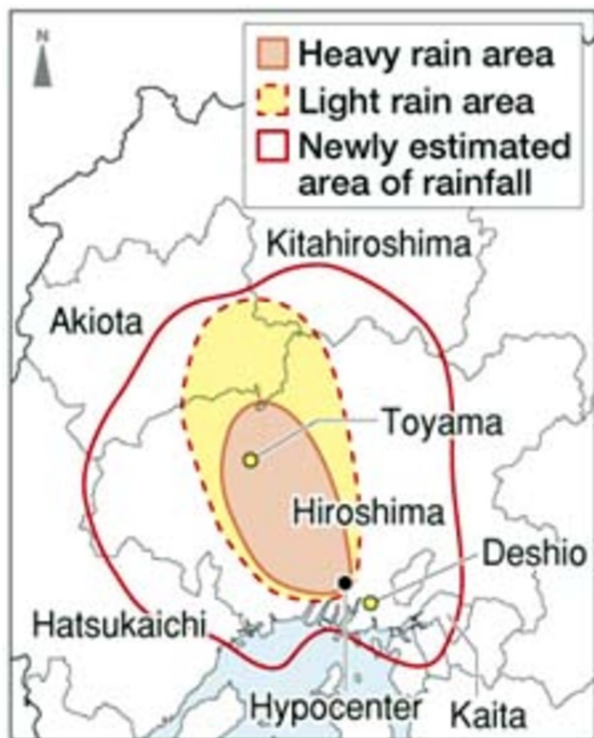 N
Heavy rain area
Light rain area
Newly estimated
area of rainfall
Kitahiroshima
Akiota
Toyama
Hiroshima
Deshio
Hatsukaichi
Hypocenter
Kaita